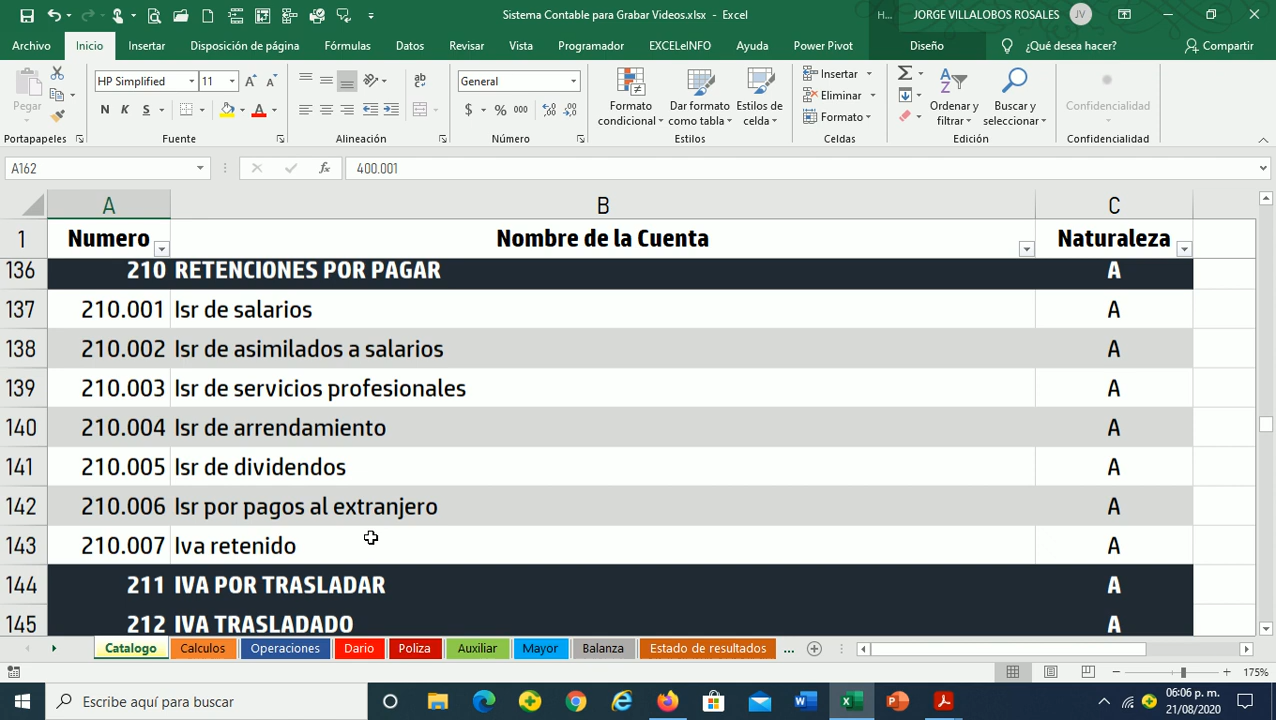 Sistema Contable para Grabar Videos.xlsx - Excel
H...
JORGE VILLALOBOS ROSALES
JV
Archivo
Inicio
Insertar
Disposición de página
Fórmulas
Datos
Revisar
Vista
Programador
EXCELeINFO
Ayuda
Power Pivot
Diseño
¿Qué desea hacer?
Compartir
Pegar
Portapapeles
HP Simplified
11
N K S
Fuente
Alineación
General
$ % 000
Número
Formato condicional
Dar formato como tabla
Estilos de celda
Estilos
Insertar
Eliminar
Formato
Celdas
Ordenar y filtrar
Buscar y seleccionar
Edición
Confidencialidad
Confidencialidad
A162
fx
400.001
A B C
1 Numero Nombre de la Cuenta Naturaleza
136 210 RETENCIONES POR PAGAR A
137 210.001 Isr de salarios A
138 210.002 Isr de asimilados a salarios A
139 210.003 Isr de servicios profesionales A
140 210.004 Isr de arrendamiento A
141 210.005 Isr de dividendos A
142 210.006 Isr por pagos al extranjero A
143 210.007 Iva retenido A
144 211 IVA POR TRASLADAR A
145 212 IVA TRASLADADO A
Catalogo
Calculos
Operaciones
Dario
Poliza
Auxiliar
Mayor
Balanza
Estado de resultados
...
175%
Escribe aquí para buscar
06:06 p. m.
21/08/2020